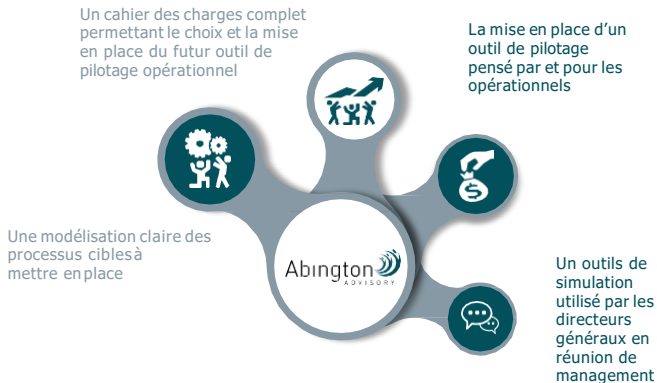 Un cahier des charges complet
permettant le choix et la mise
en place du futur outil de
pilotage opérationnel
La mise en place d'un
outil de pilotage
pensé par et pour les
opérationnels
Une modélisation claire des
processus cibles à
mettre en place
Abington
ADVISORY
Un outils de
simulation
utilisé par les
directeurs
généraux en
réunion de
management